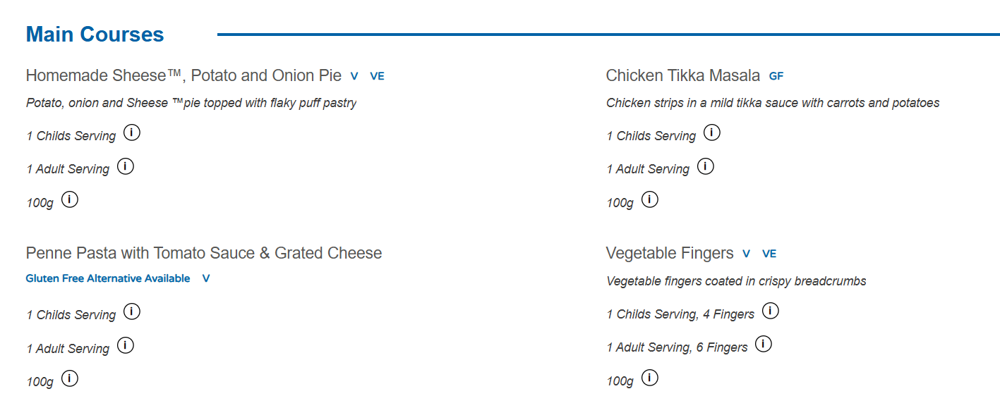 Main Courses
Homemade Sheese™, Potato and Onion Pie V VE
Potato, onion and Sheese ™pie topped with flaky puff pastry
1 Childs Serving i
1 Adult Serving i
100g i
Chicken Tikka Masala GF
Chicken strips in a mild tikka sauce with carrots and potatoes
1 Childs Serving i
1 Adult Serving i
100g i
Penne Pasta with Tomato Sauce & Grated Cheese
Gluten Free Alternative Available V
1 Childs Serving i
1 Adult Serving i
100g i
Vegetable Fingers V VE
Vegetable fingers coated in crispy breadcrumbs
1 Childs Serving, 4 Fingers i
1 Adult Serving, 6 Fingers i
100g i